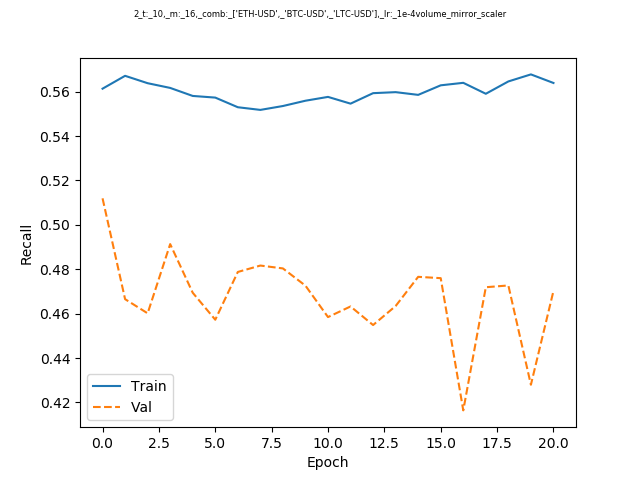 2_t:_10,_m:_16,_comb:_['ETH-USD',_'BTC-USD',_'LTC-USD'],_lr:_1e-4volume_mirror_scaler
0.56
0.54
0.52
0.50
0.48
0.46
0.44
0.42
Recall
Train
Val
0.0 2.5 5.0 7.5 10.0 12.5 15.0 17.5 20.0
Epoch